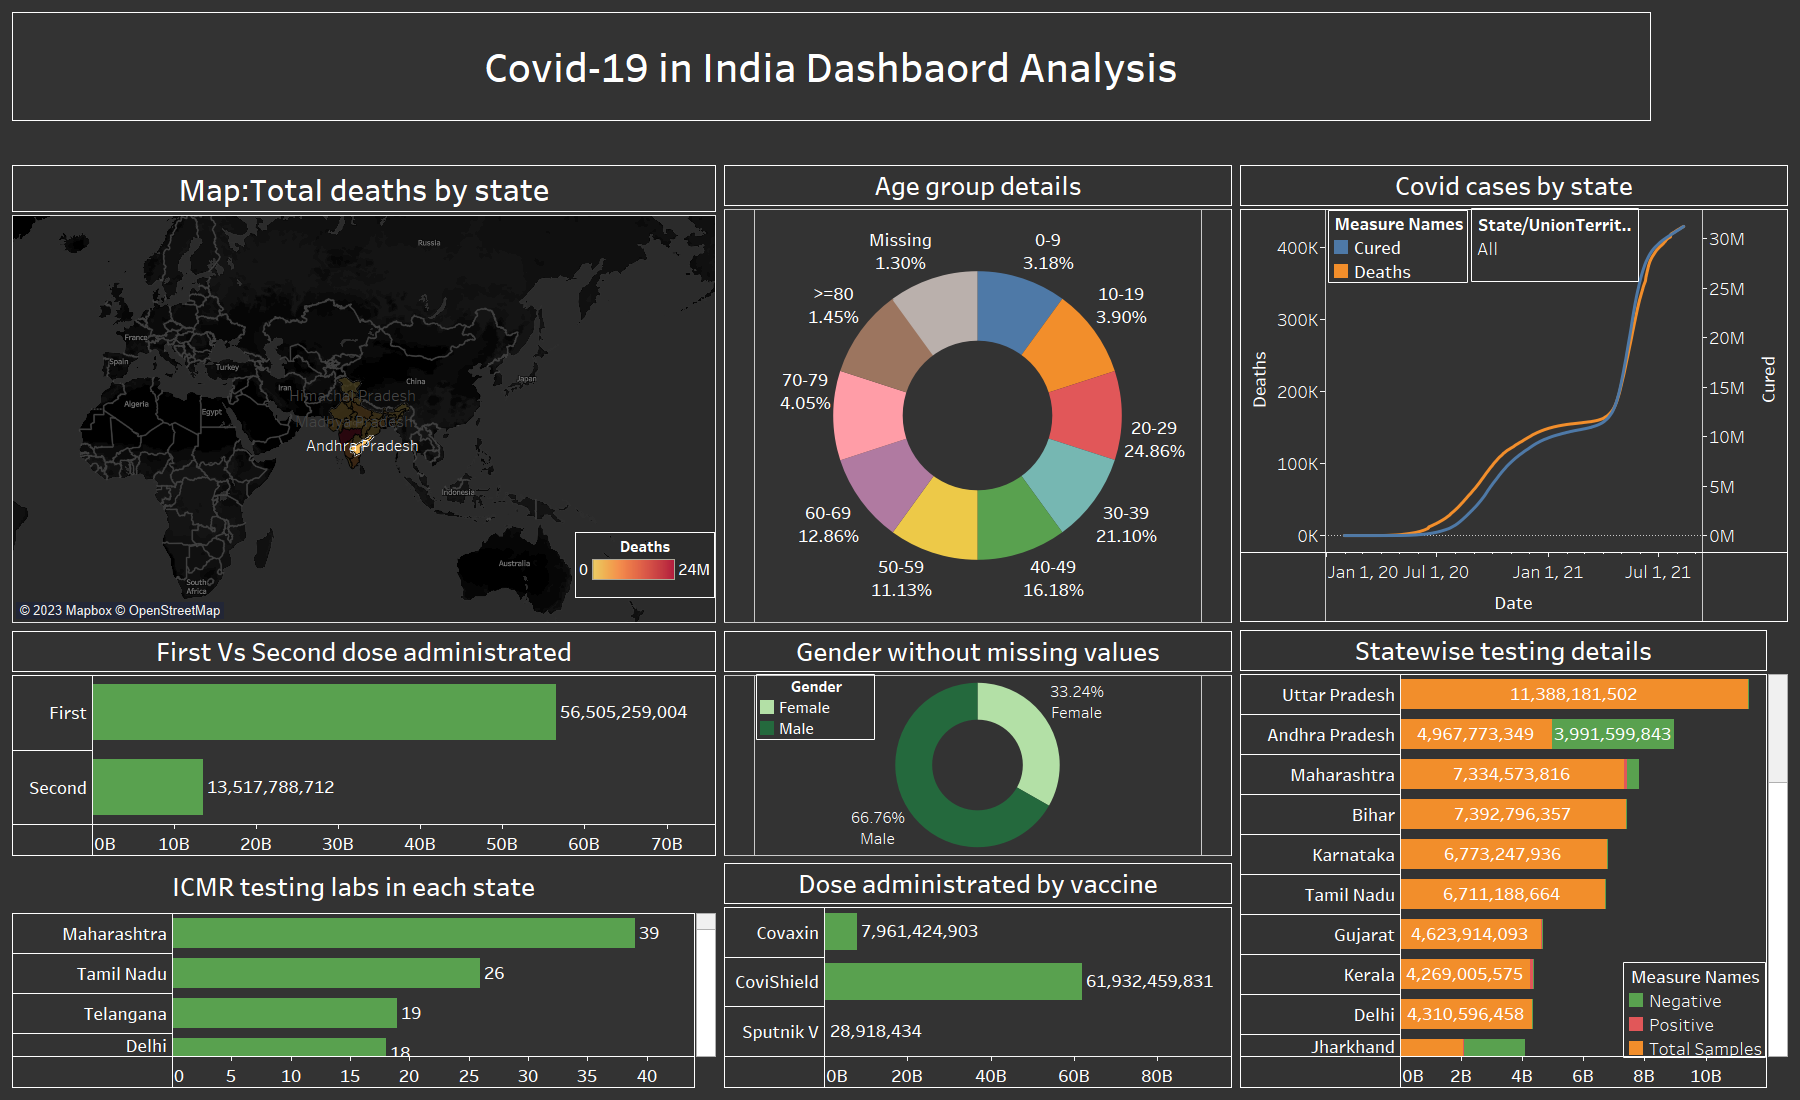 Covid-19 in India Dashbaord Analysis
Map:Total deaths by state
Russia
France
Spain
Turkey
Algeria
Egypt
Iran
China
Japan
Himachal Pradesh
Madhya Pradesh
Andhra Pradesh
Indonesia
Australia
South
Africa
Deaths
0 24M
© 2023 Mapbox © OpenStreetMap
Age group details
Missing
1.30%
0-9
3.18%
>=80
1.45%
10-19
3.90%
70-79
4.05%
20-29
24.86%
60-69
12.86%
30-39
21.10%
50-59
11.13%
40-49
16.18%
Covid cases by state
Measure Names
Cured
Deaths
State/UnionTerrit..
All
400K
300K
200K
100K
0K
Deaths
30M
25M
20M
15M
10M
5M
0M
Cured
Jan 1, 20 Jul 1, 20 Jan 1, 21 Jul 1, 21
Date
First Vs Second dose administrated
First 56,505,259,004
Second 13,517,788,712
0B 10B 20B 30B 40B 50B 60B 70B
Gender without missing values
Gender
Female
Male
33.24%
Female
66.76%
Male
Statewise testing details
Uttar Pradesh 11,388,181,502
Andhra Pradesh 4,967,773,349 3,991,599,843
Maharashtra 7,334,573,816
Bihar 7,392,796,357
Karnataka 6,773,247,936
Tamil Nadu 6,711,188,664
Gujarat 4,623,914,093
Kerala 4,269,005,575
Delhi 4,310,596,458
Jharkhand
Measure Names
Negative
Positive
Total Samples
0B 2B 4B 6B 8B 10B
ICMR testing labs in each state
Maharashtra 39
Tamil Nadu 26
Telangana 19
Delhi 18
0 5 10 15 20 25 30 35 40
Dose administrated by vaccine
Covaxin 7,961,424,903
CoviShield 61,932,459,831
Sputnik V 28,918,434
0B 20B 40B 60B 80B